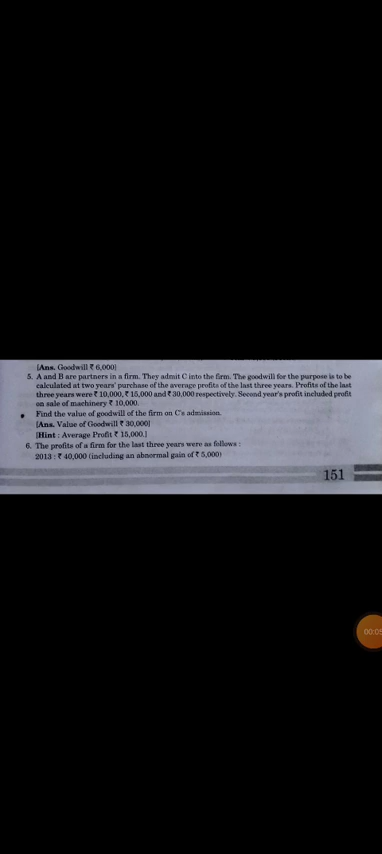 [Ans. Goodwill ₹ 6,000]
5. A and B are partners in a firm. They admit C into the firm. The goodwill for the purpose is to be
calculated at two years' purchase of the average profits of the last three years. Profits of the last
three years were ₹ 10,000, ₹ 15,000 and ₹ 30,000 respectively. Second year's profit included profit
on sale of machinery ₹ 10,000.
Find the value of goodwill of the firm on C's admission.
[Ans. Value of Goodwill ₹ 30,000]
[Hint : Average Profit ₹ 15,000.]
6. The profits of a firm for the last three years were as follows :
2013 : ₹ 40,000 (including an abnormal gain of ₹ 5,000)
151